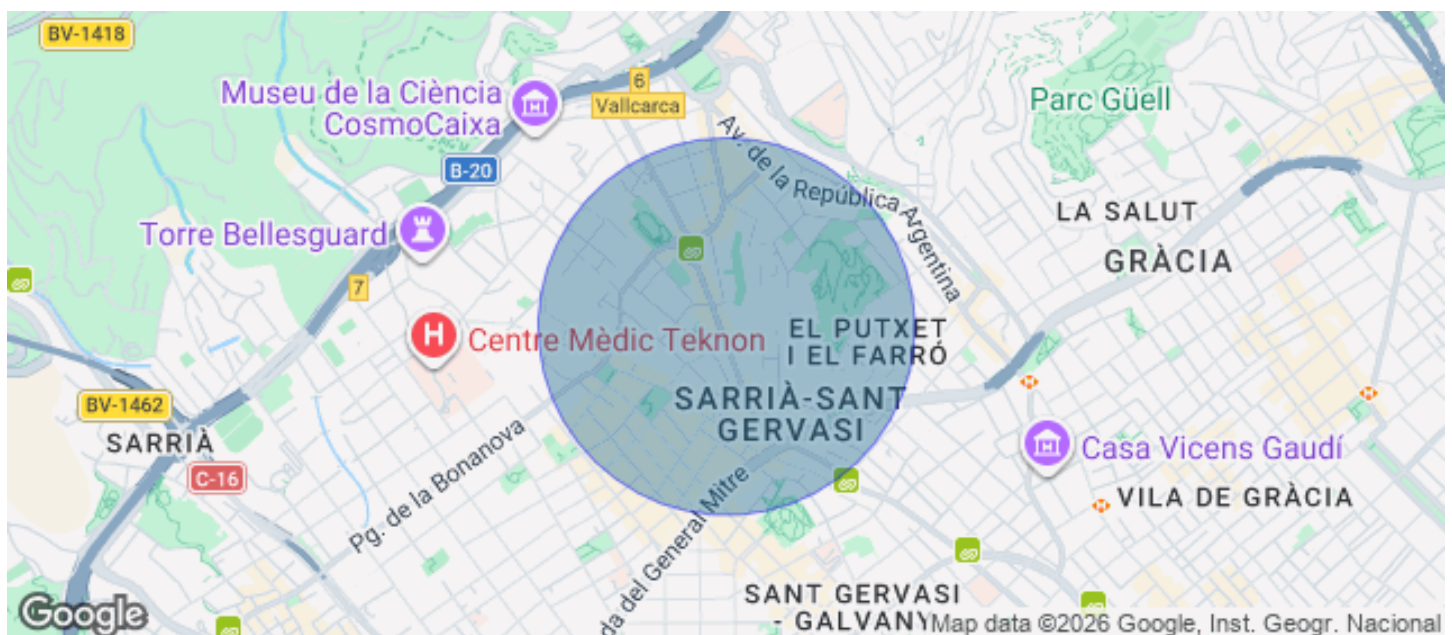 BV-1418
Museu de la Ciència
CosmoCaixa
6
Vallcarca
Parc Güell
Av. de la República Argentina
B-20
Torre Bellesguard
7
LA SALUT
GRÀCIA
Centre Mèdic Teknon
EL PUTXET
I EL FARRÓ
BV-1462
SARRIÀ
SARRIÀ-SANT
GERVASI
C-16
Pg. de la Bonanova
da del General Mitre
Casa Vicens Gaudí
VILA DE GRÀCIA
SANT GERVASI
- GALVANY
Google
Map data ©2026 Google, Inst. Geogr. Nacional